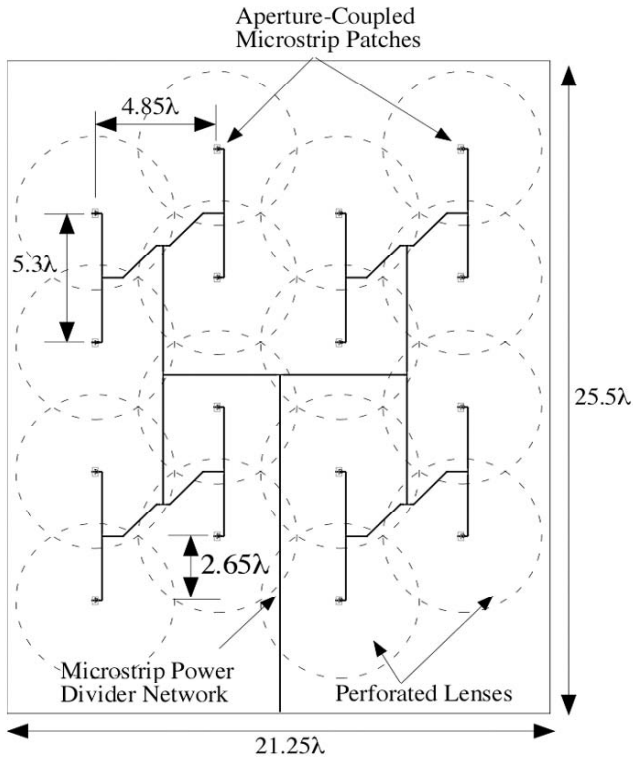 Aperture-Coupled
Microstrip Patches
4.85λ
5.3λ
25.5λ
2.65λ
Microstrip Power
Divider Network
Perforated Lenses
21.25λ